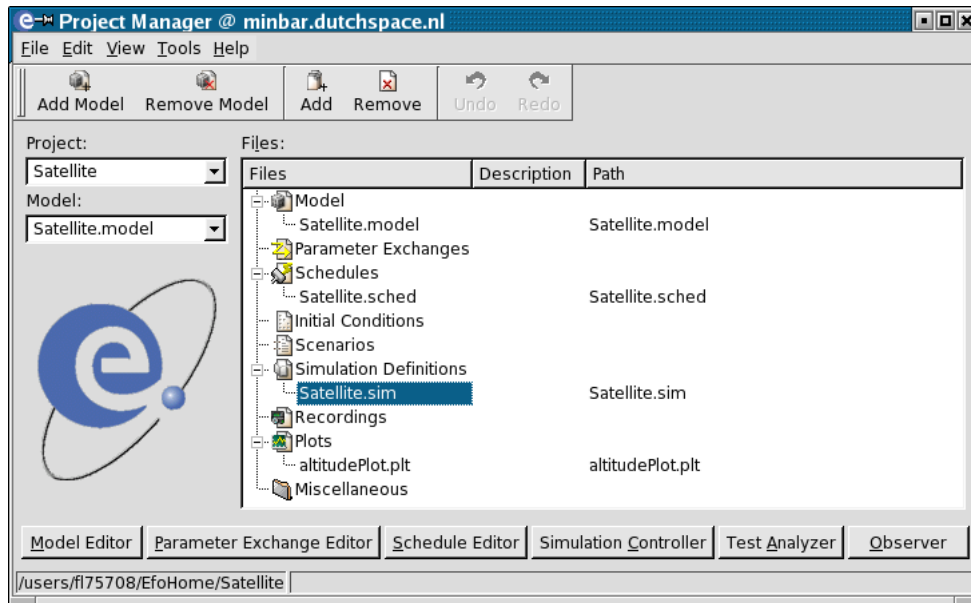 Project Manager @ minbar.dutchspace.nl
File Edit View Tools Help
Add Model Remove Model Add Remove Undo Redo
Project:
Satellite
Model:
Satellite.model
Files:
Files Description Path
Model
Satellite.model Satellite.model
Parameter Exchanges
Schedules
Satellite.sched Satellite.sched
Initial Conditions
Scenarios
Simulation Definitions
Satellite.sim Satellite.sim
Recordings
Plots
altitudePlot.plt altitudePlot.plt
Miscellaneous
Model Editor Parameter Exchange Editor Schedule Editor Simulation Controller Test Analyzer Observer
/users/fl75708/EfoHome/Satellite